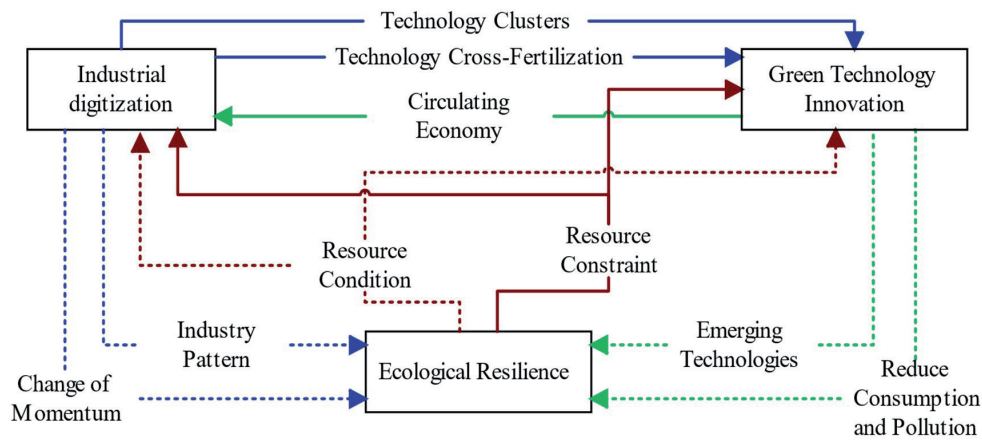 Technology Clusters
Technology Cross-Fertilization
Industrial
digitization
Green Technology
Innovation
Circulating
Economy
Resource
Condition
Resource
Constraint
Industry
Pattern
Ecological Resilience
Emerging
Technologies
Change of
Momentum
Reduce
Consumption
and Pollution